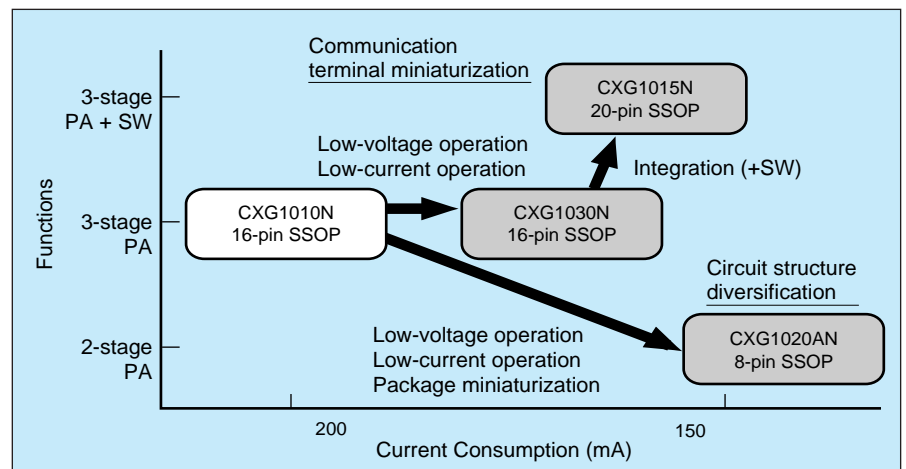 Communication
terminal miniaturization
3-stage
PA + SW
CXG1015N
20-pin SSOP
Low-voltage operation
Low-current operation
Integration (+SW)
Functions
3-stage
PA
CXG1010N
16-pin SSOP
CXG1030N
16-pin SSOP
Circuit structure
diversification
2-stage
PA
Low-voltage operation,
Low-current operation,
Package miniaturization
CXG1020AN
8-pin SSOP
200
150
Current Consumption (mA)